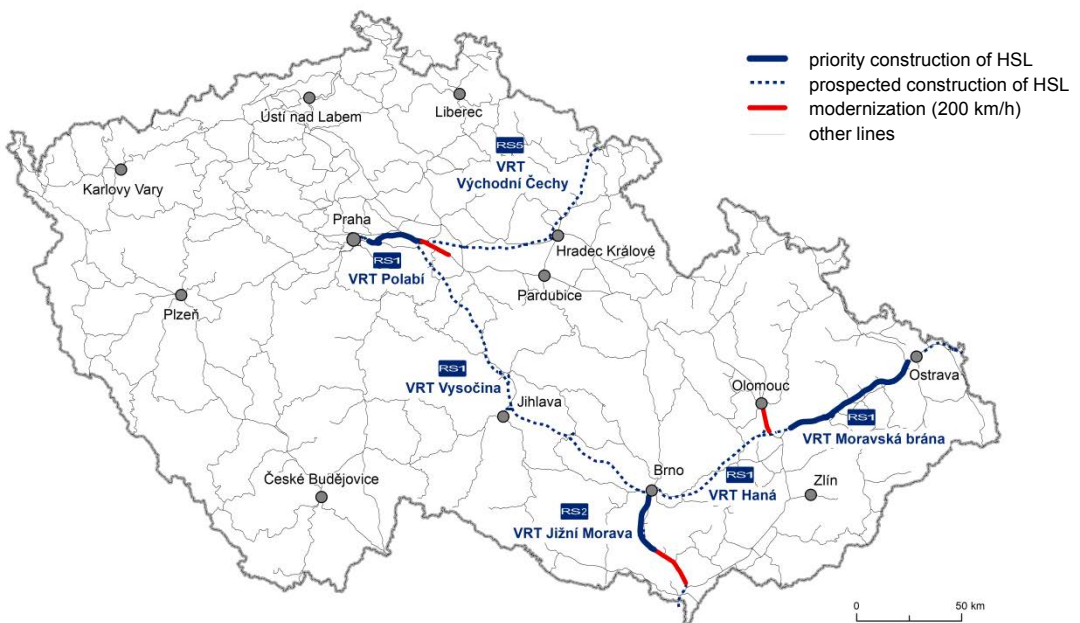 priority construction of HSL
prospected construction of HSL
modernization (200 km/h)
other lines
Ústí nad Labem
Liberec
RS5
VRT
Východní Čechy
Karlovy Vary
Praha
Hradec Králové
RS1
VRT Polabí
Pardubice
Plzeň
RS1
VRT Vysočina
Jihlava
Olomouc
Ostrava
RS1
VRT Moravská brána
Brno
RS1
VRT Haná
Zlín
České Budějovice
RS2
VRT Jižní Morava
0 50 km